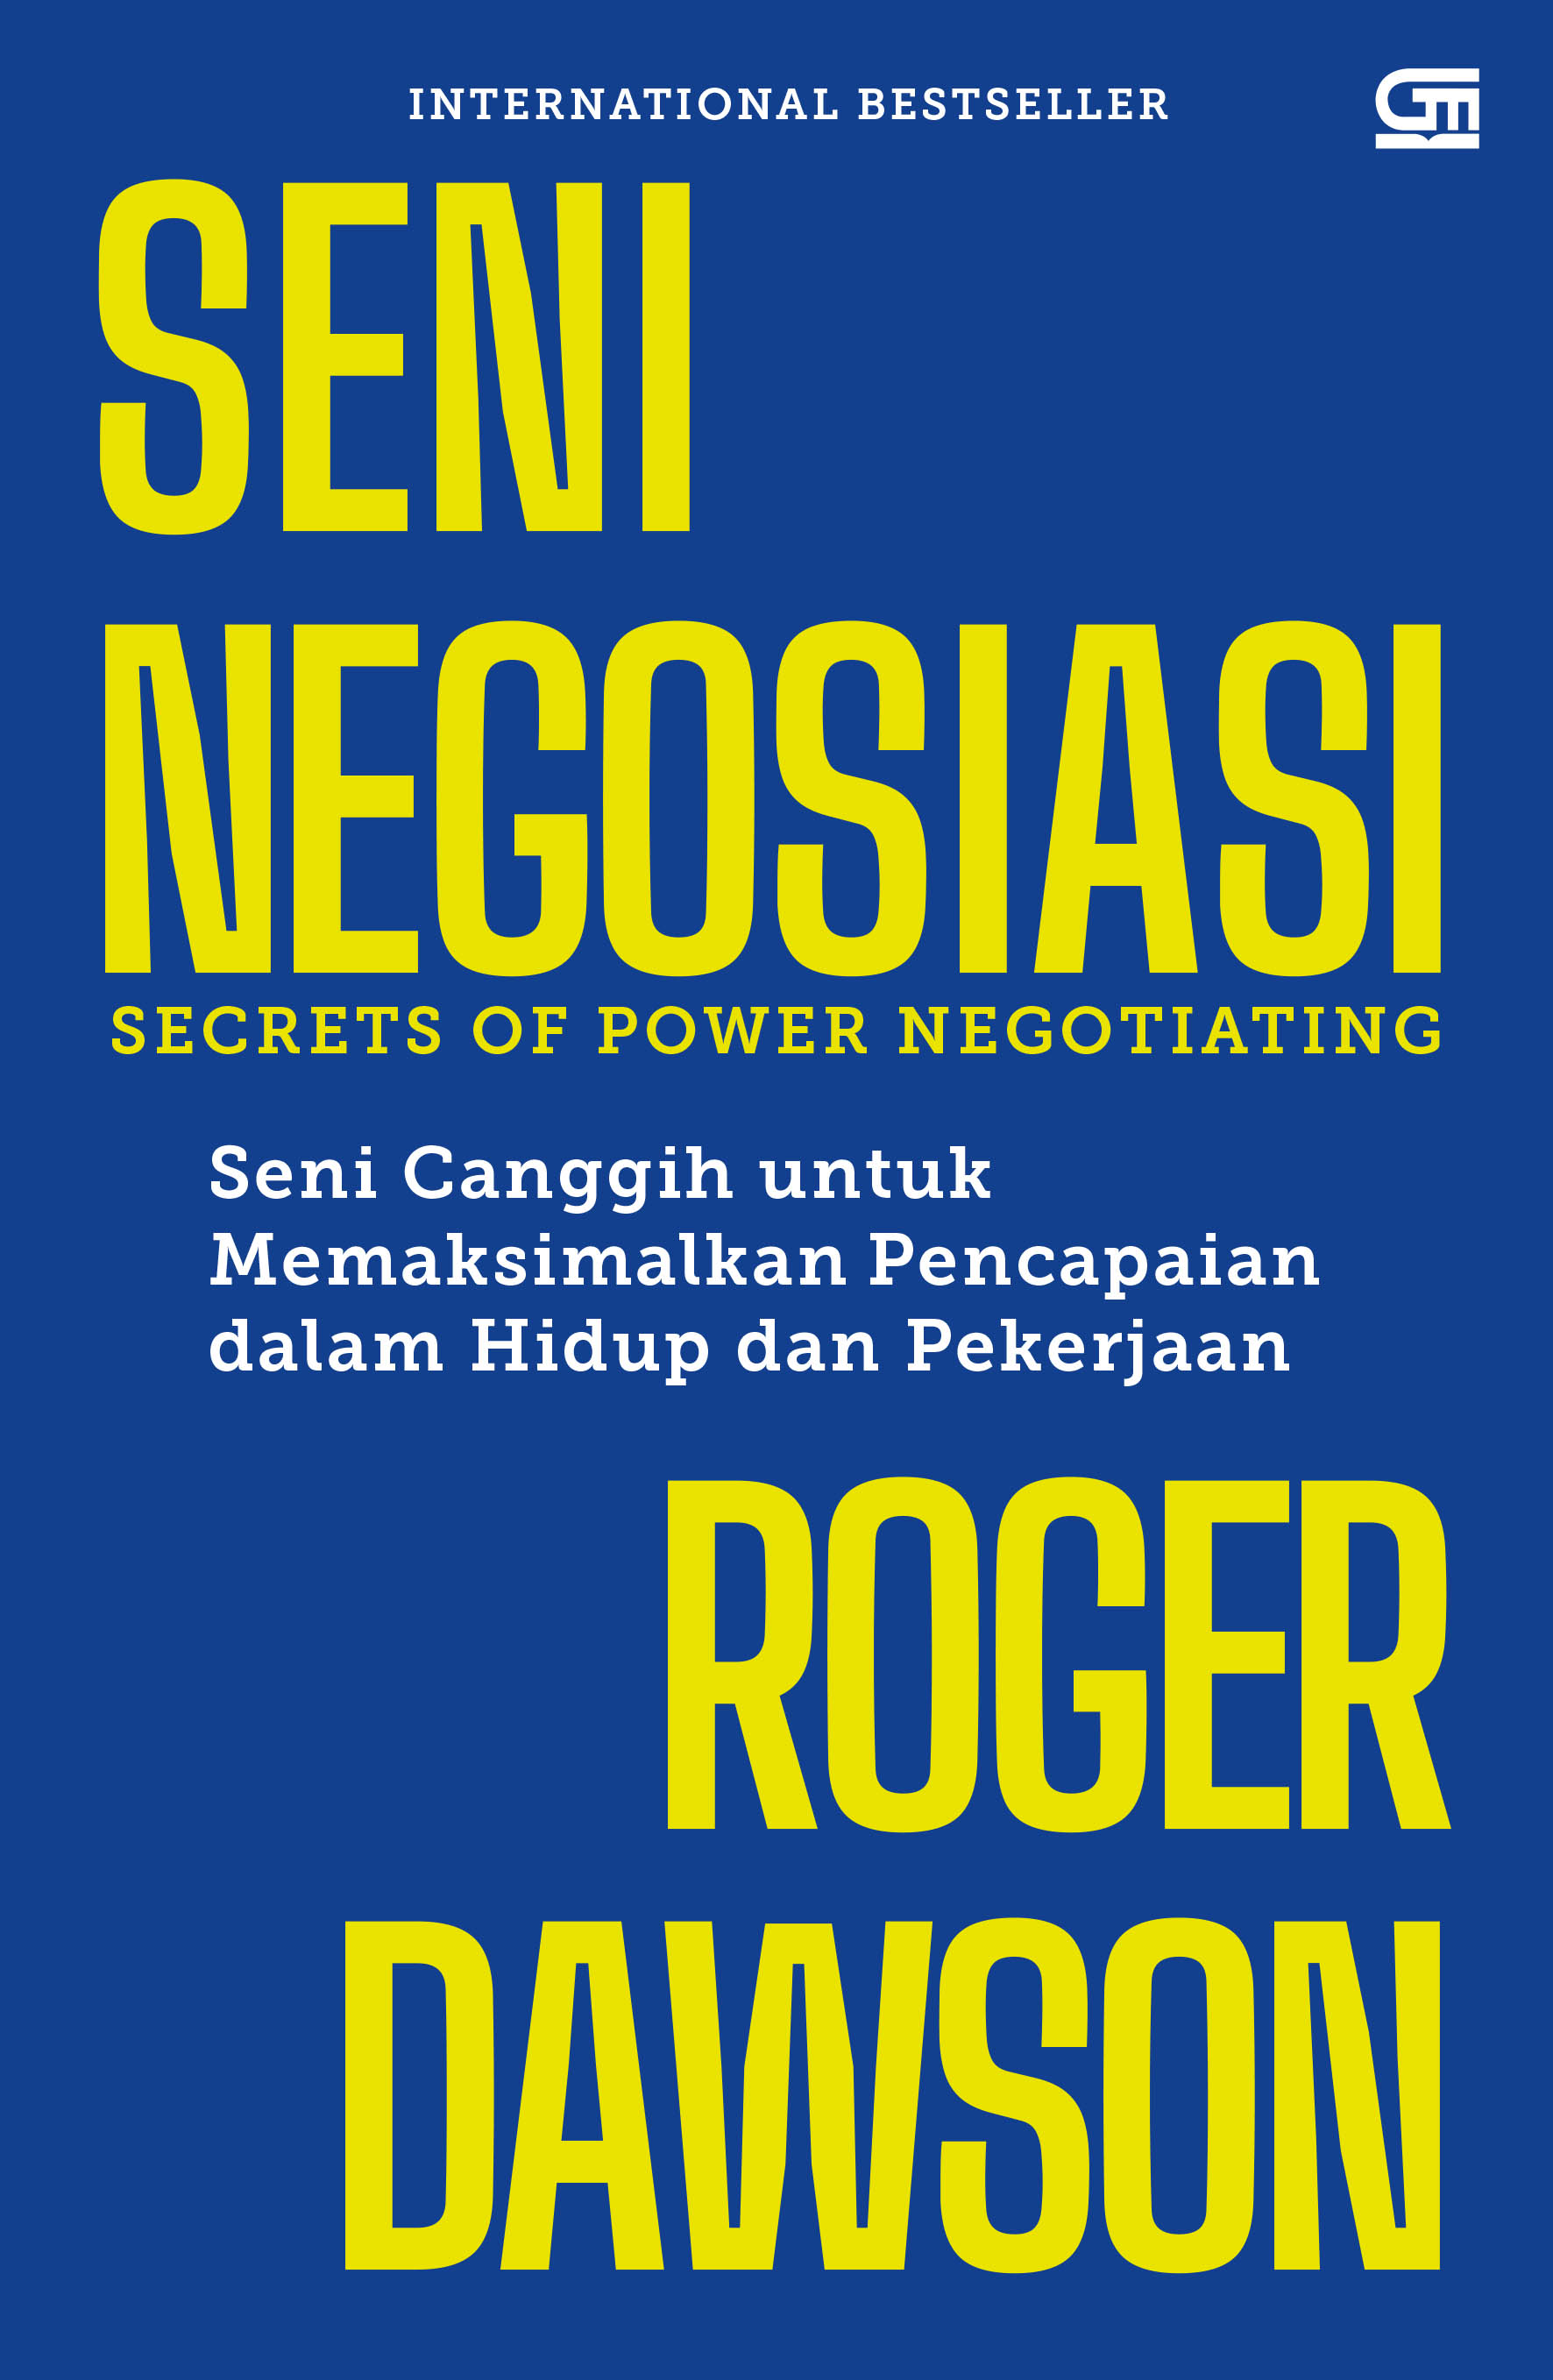 INTERNATIONAL BESTSELLER
SENI
NEGOSIASI
SECRETS OF POWER NEGOTIATING
Seni Canggih untuk
Memaksimalkan Pencapaian
dalam Hidup dan Pekerjaan
ROGER
DAWSON